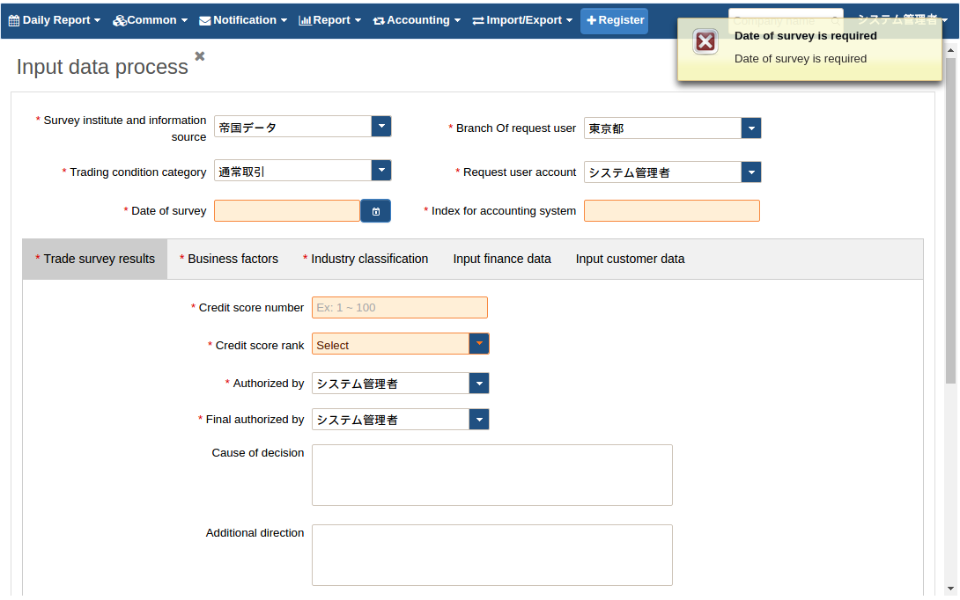 Daily Report Common Notification Report Accounting Import/Export Register システム管理者
Date of survey is required
Date of survey is required
Input data process
* Survey institute and information source 帝国データ
* Branch Of request user 東京都
* Trading condition category 通常取引
* Request user account システム管理者
* Date of survey
* Index for accounting system
* Trade survey results * Business factors * Industry classification Input finance data Input customer data
* Credit score number Ex: 1 ~ 100
* Credit score rank Select
* Authorized by システム管理者
* Final authorized by システム管理者
Cause of decision
Additional direction